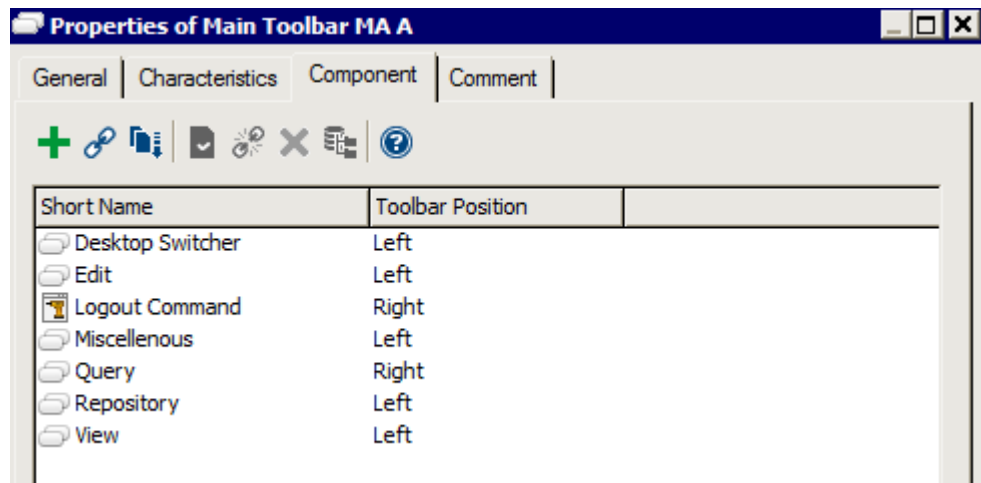 Properties of Main Toolbar MA A
General Characteristics Component Comment
Short Name Toolbar Position
Desktop Switcher Left
Edit Left
Logout Command Right
Miscellenous Left
Query Right
Repository Left
View Left